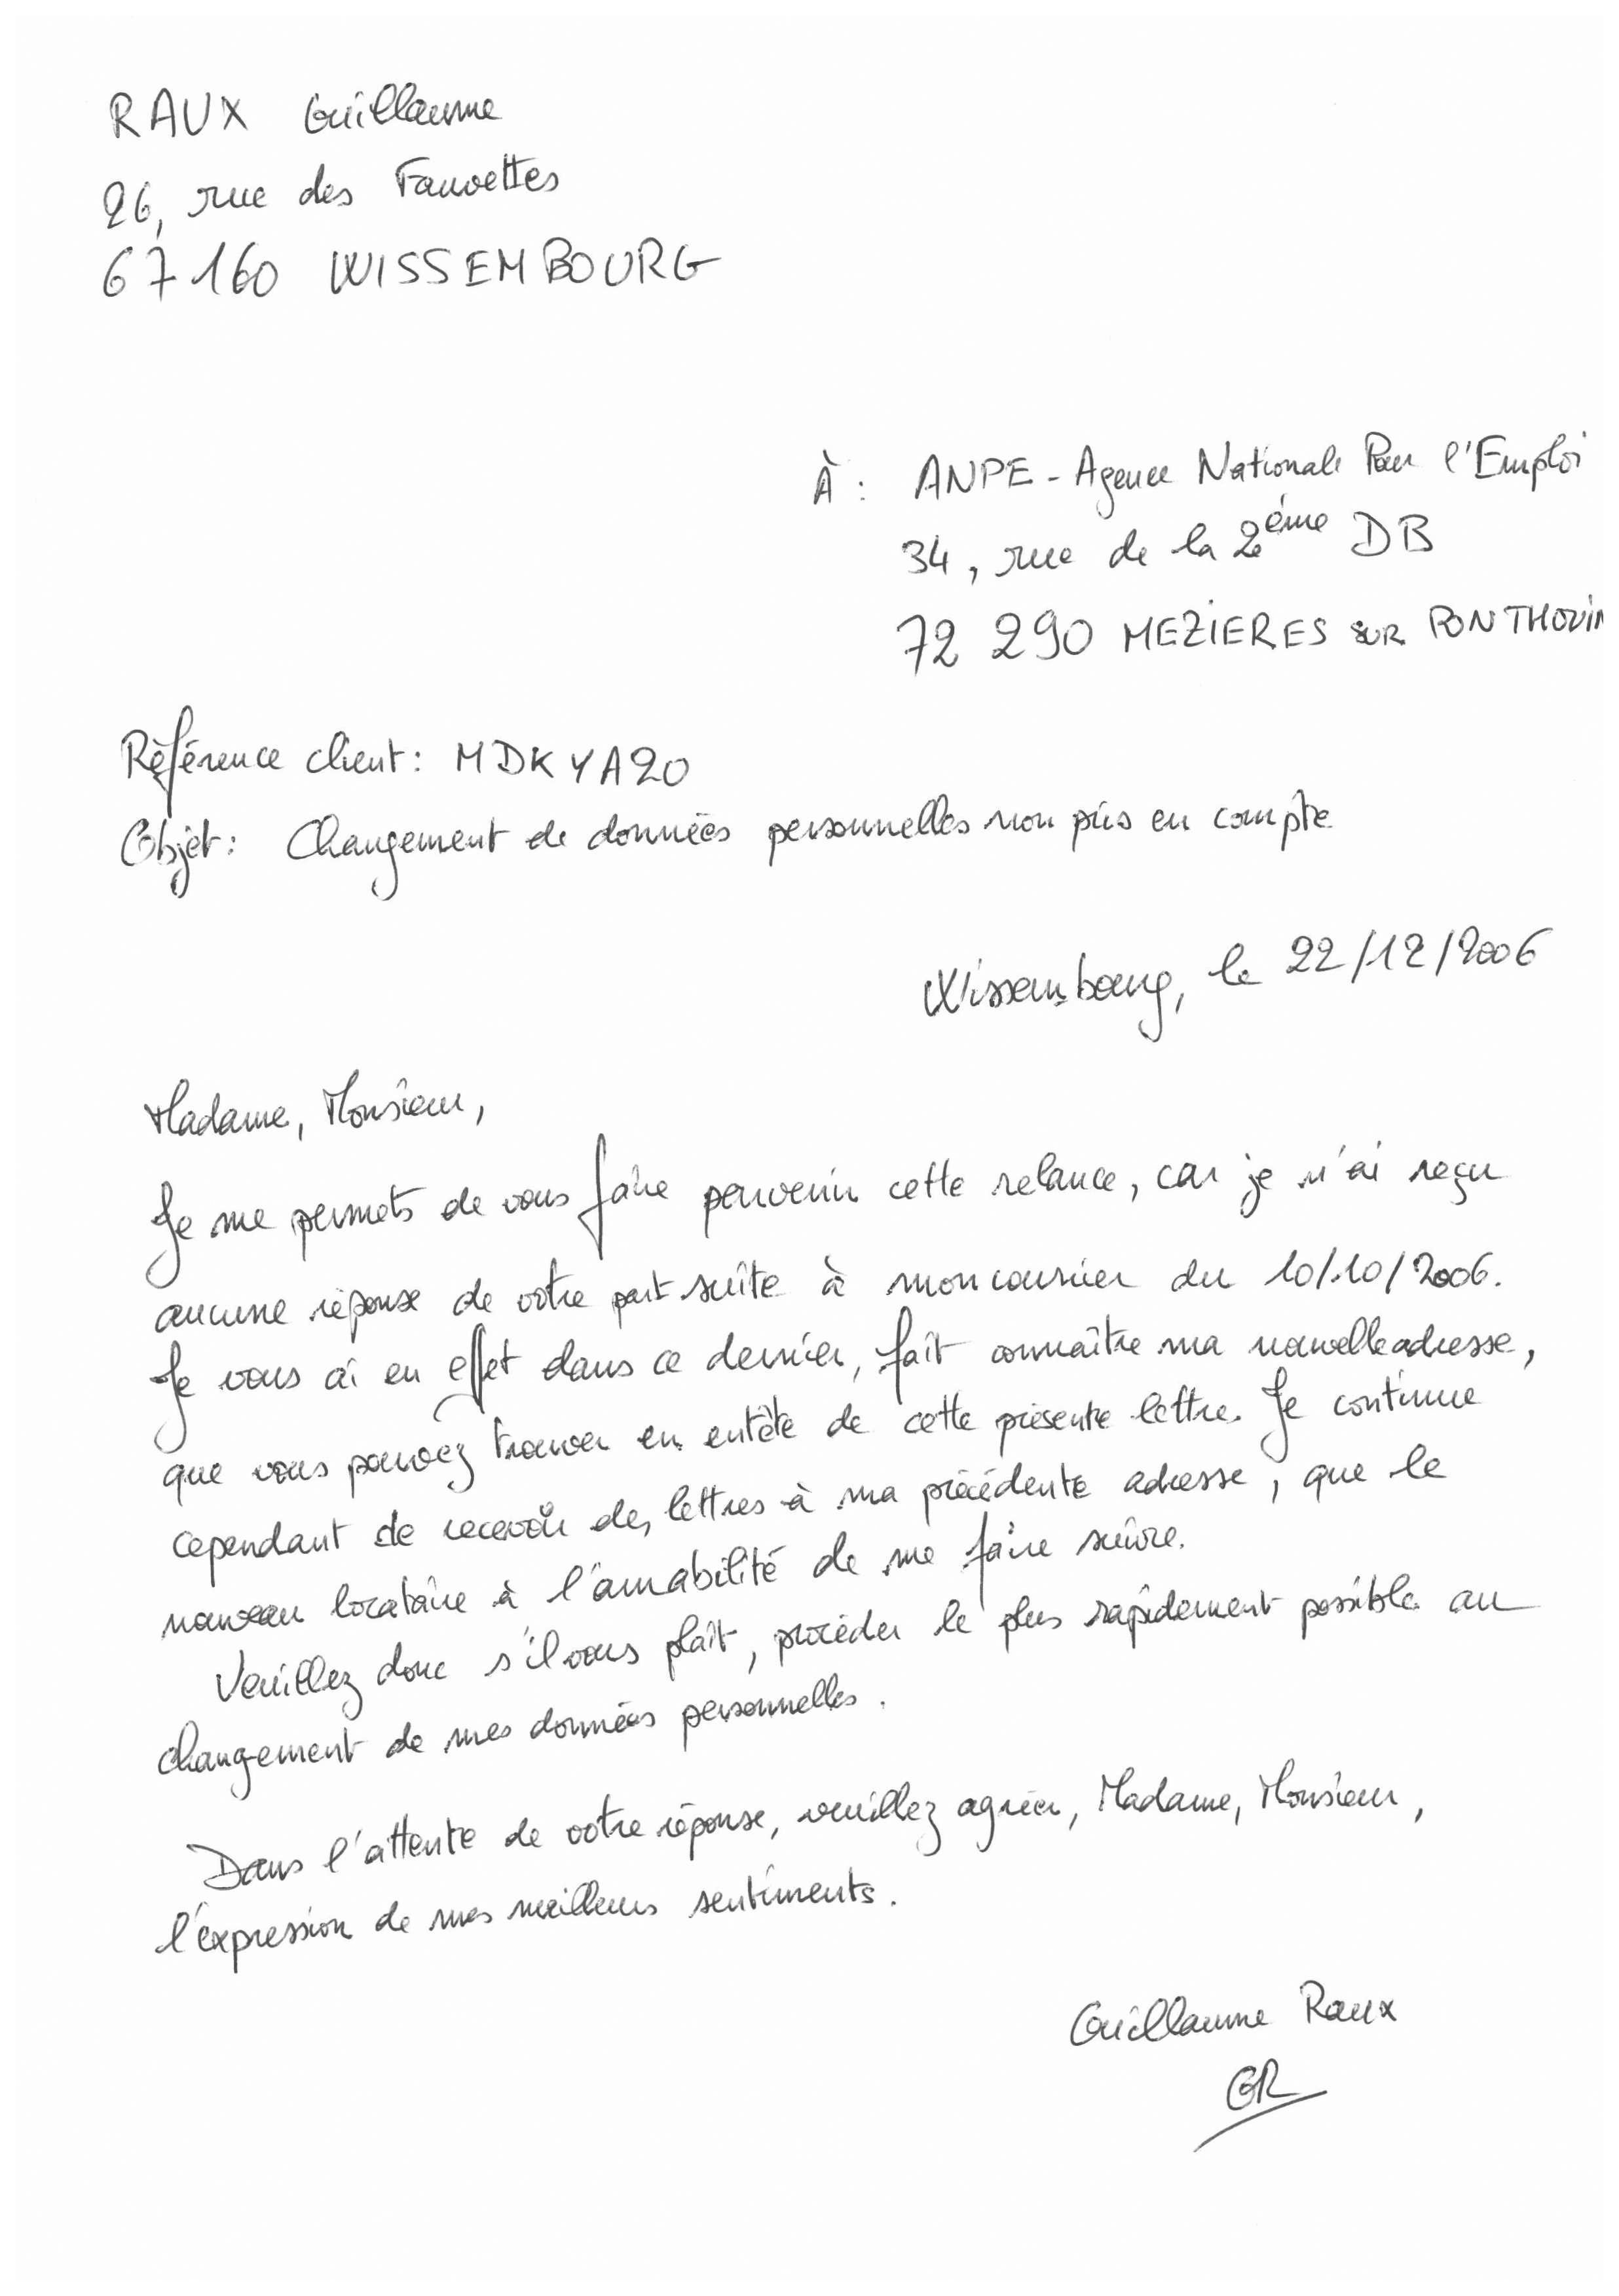 RAUX Guillaume
26, rue des Fauvettes
67160 WISSEMBOURG
À : ANPE - Agence Nationale Pour l'Emploi
34, rue de la 2ème DB
72 290 MEZIERES SUR PONTHOUIN
Référence client : MDKYA20
Objet : Changement de données personnelles non pris en compte
Wissembourg, le 22/12/2006
Madame, Monsieur,
Je me permets de vous faire parvenir cette relance, car je n'ai reçu
aucune réponse de votre part suite à mon courrier du 10/10/2006.
Je vous ai en effet dans ce dernier, fait connaître ma nouvelle adresse,
que vous pouvez trouver en entête de cette présente lettre. Je continue
cependant de recevoir des lettres à ma précédente adresse, que le
nouveau locataire à l'amabilité de me faire suivre.
Veuillez donc s'il vous plaît, procéder le plus rapidement possible au
changement de mes données personnelles.
Dans l'attente de votre réponse, veuillez agréer, Madame, Monsieur,
l'expression de mes meilleurs sentiments.
Guillaume Raux
GR